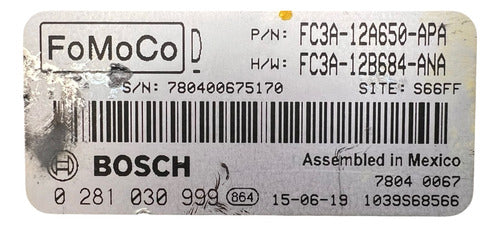 FoMoCo
P/N: FC3A-12A650-APA
H/W: FC3A-12B684-ANA
S/N: 780400675170 SITE: S66FF
BOSCH
Assembled in Mexico
7804 0067
0 281 030 999 864 15-06-19 1039S68566